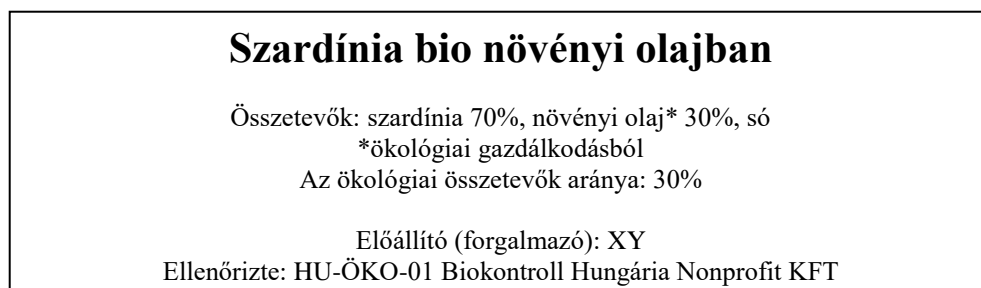 Szardínia bio növényi olajban
Összetevők: szardínia 70%, növényi olaj* 30%, só
*ökológiai gazdálkodásból
Az ökológiai összetevők aránya: 30%
Előállító (forgalmazó): XY
Ellenőrizte: HU-ÖKO-01 Biokontroll Hungária Nonprofit KFT